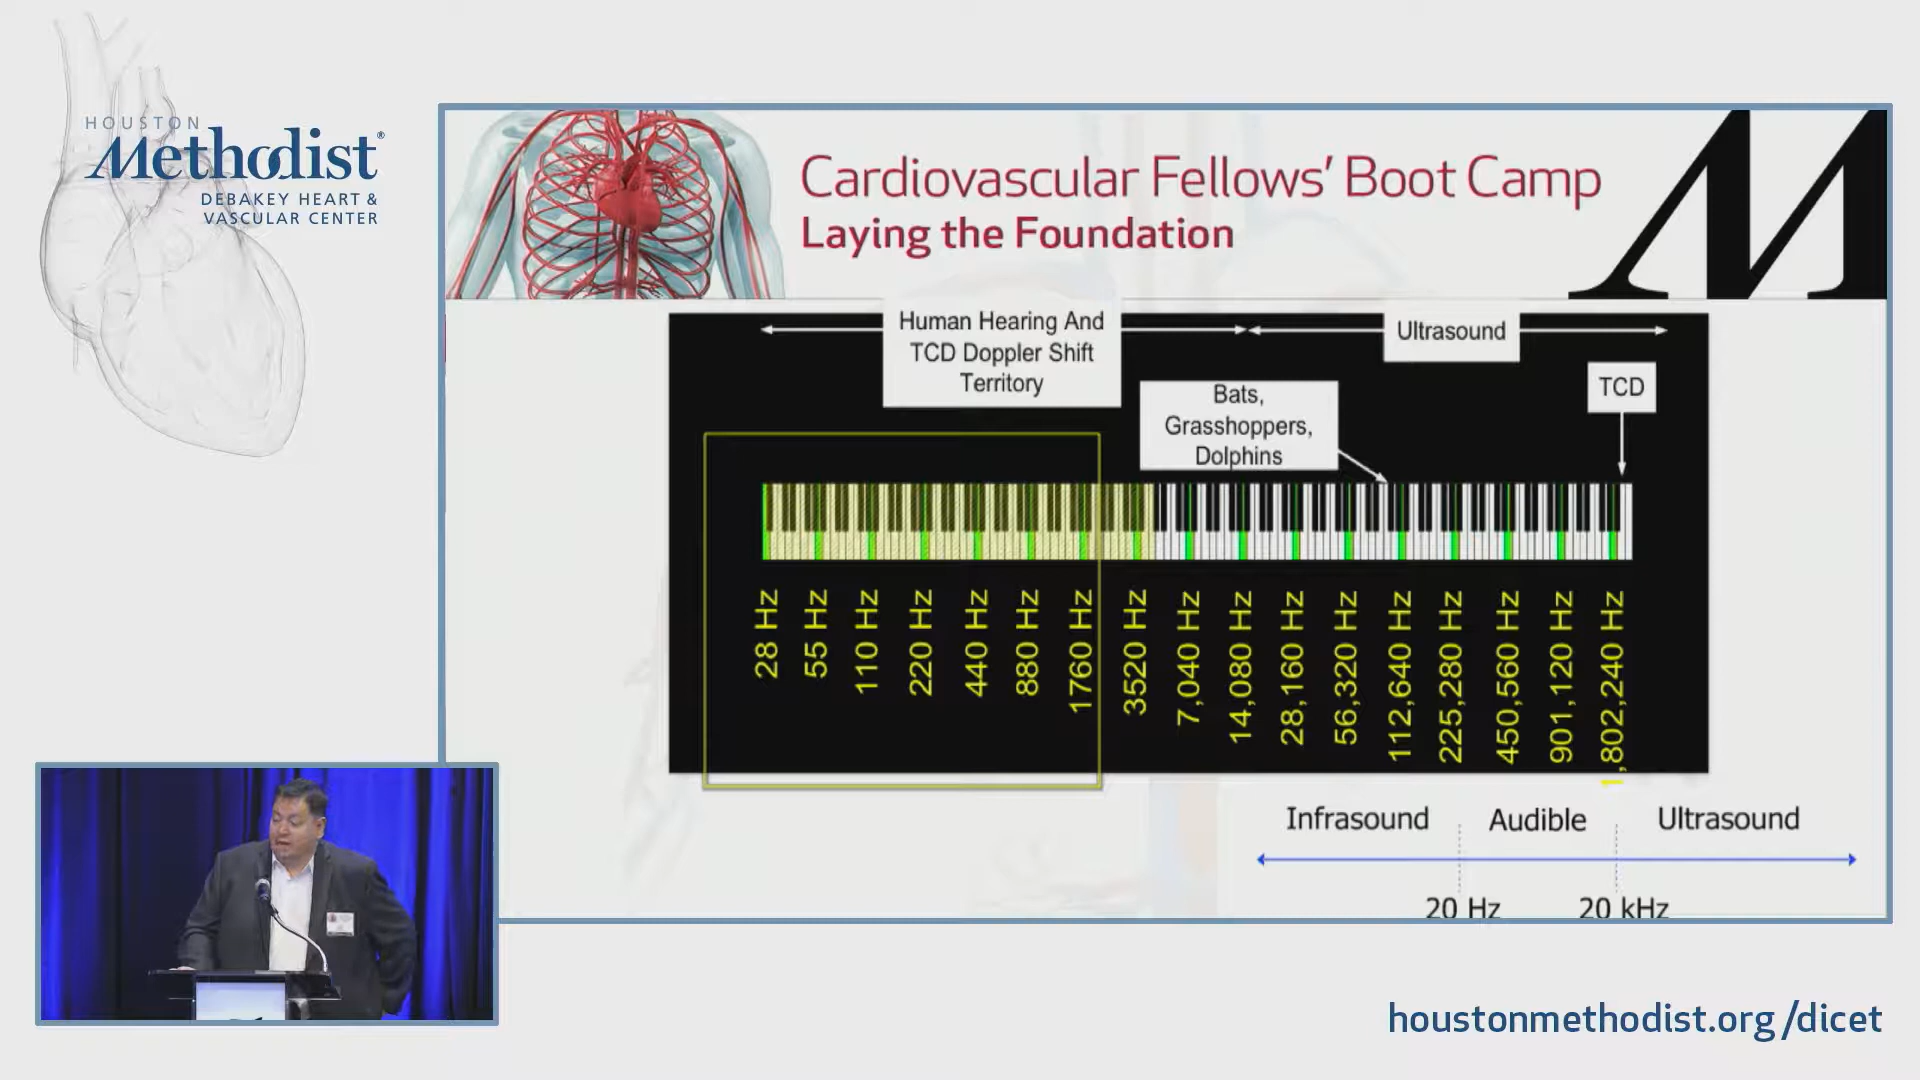 HOUSTON
Methodist®
DEBAKEY HEART &
VASCULAR CENTER
Cardiovascular Fellows' Boot Camp
Laying the Foundation
M
Human Hearing And
TCD Doppler Shift
Territory
Ultrasound
Bats,
Grasshoppers,
Dolphins
TCD
28 Hz
55 Hz
110 Hz
220 Hz
440 Hz
880 Hz
1760 Hz
3520 Hz
7,040 Hz
14,080 Hz
28,160 Hz
56,320 Hz
112,640 Hz
225,280 Hz
450,560 Hz
901,120 Hz
1,802,240 Hz
Infrasound
Audible
Ultrasound
20 Hz
20 kHz
houstonmethodist.org/dicet